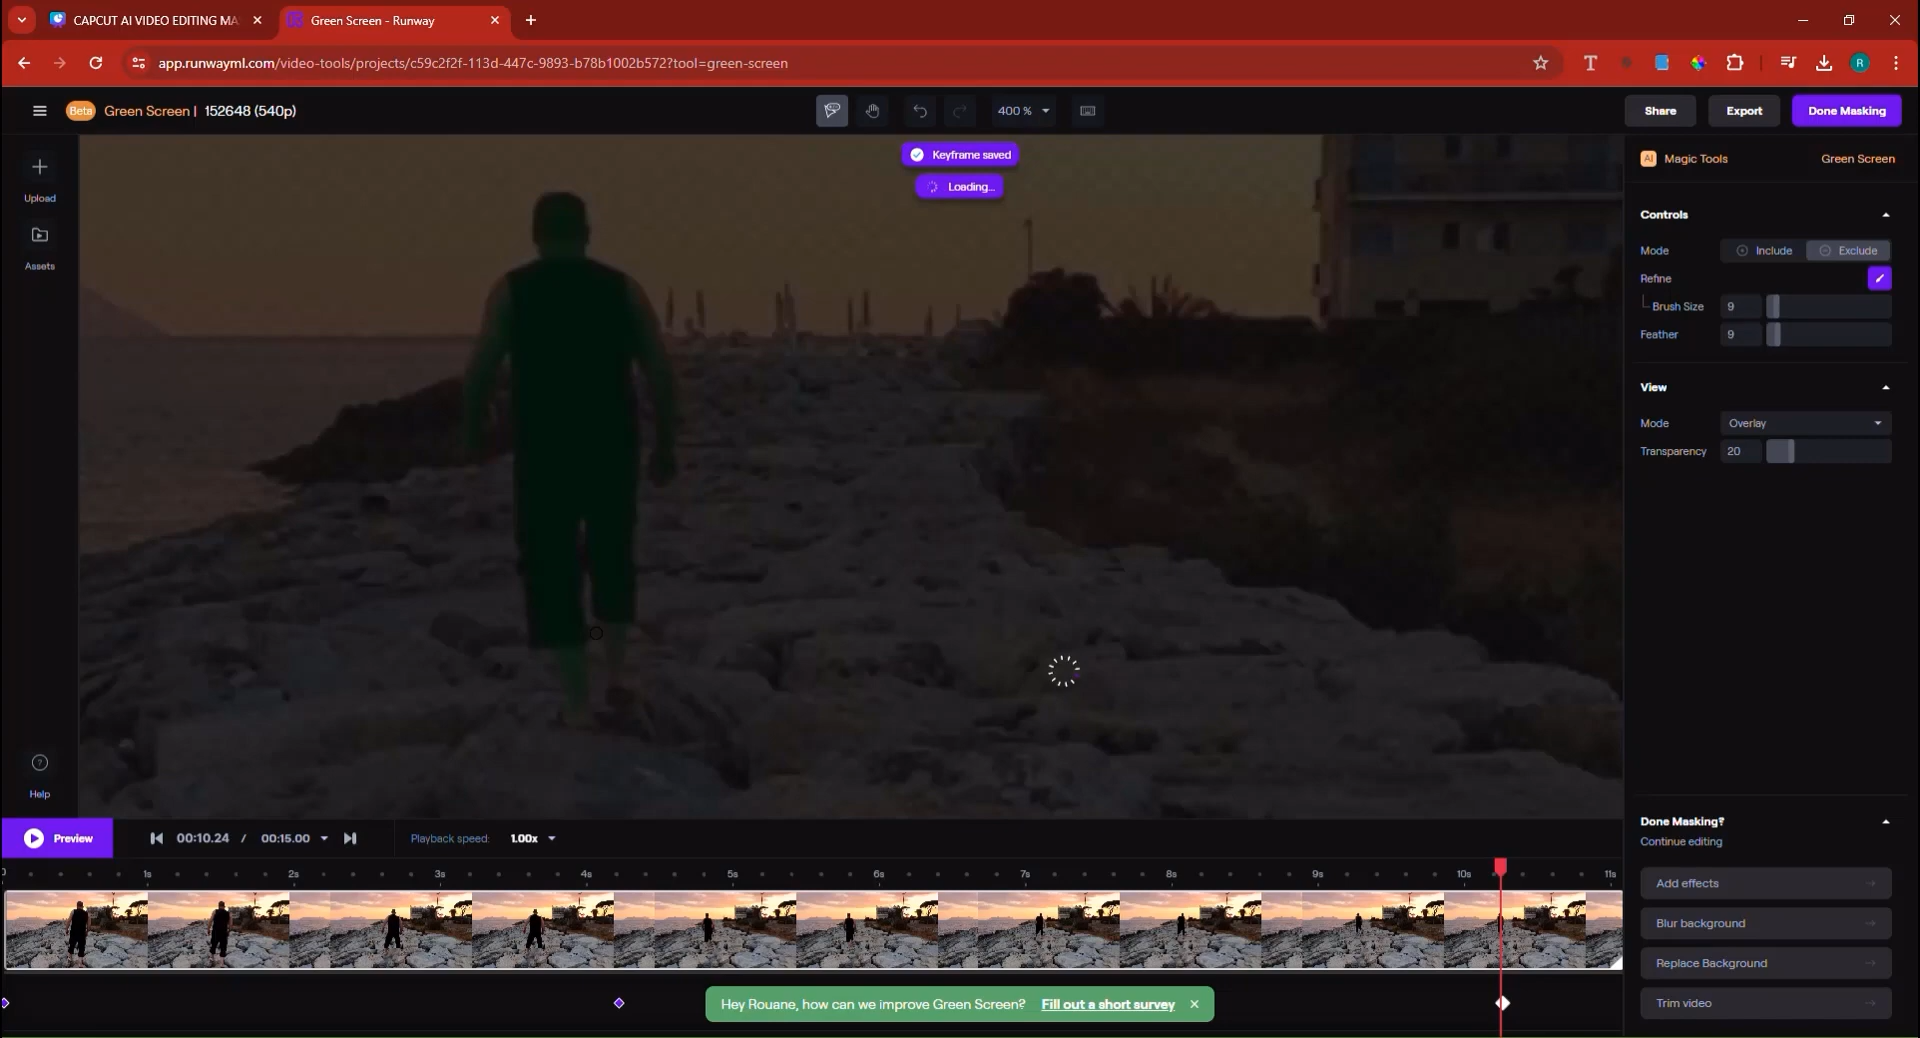 CAPCUT AI VIDEO EDITING MA
Green Screen - Runway
app.runwayml.com/video-tools/projects/c59c2f2f-113d-447c-9893-b78b1002b572?tool=green-screen
R
Beta Green Screen | 152648 (540p)
400 %
Share
Export
Done Masking
Keyframe saved
Loading...
Upload
Assets
Help
AI Magic Tools
Green Screen
Controls
Mode Include Exclude
Refine
Brush Size 9
Feather 9
View
Mode Overlay
Transparency 20
Done Masking?
Continue editing
Add effects
Blur background
Replace Background
Trim video
Preview
00:10.24 / 00:15.00
Playback speed: 1.00x
0 1s 2s 3s 4s 5s 6s 7s 8s 9s 10s 11s
Hey Rouane, how can we improve Green Screen? Fill out a short survey